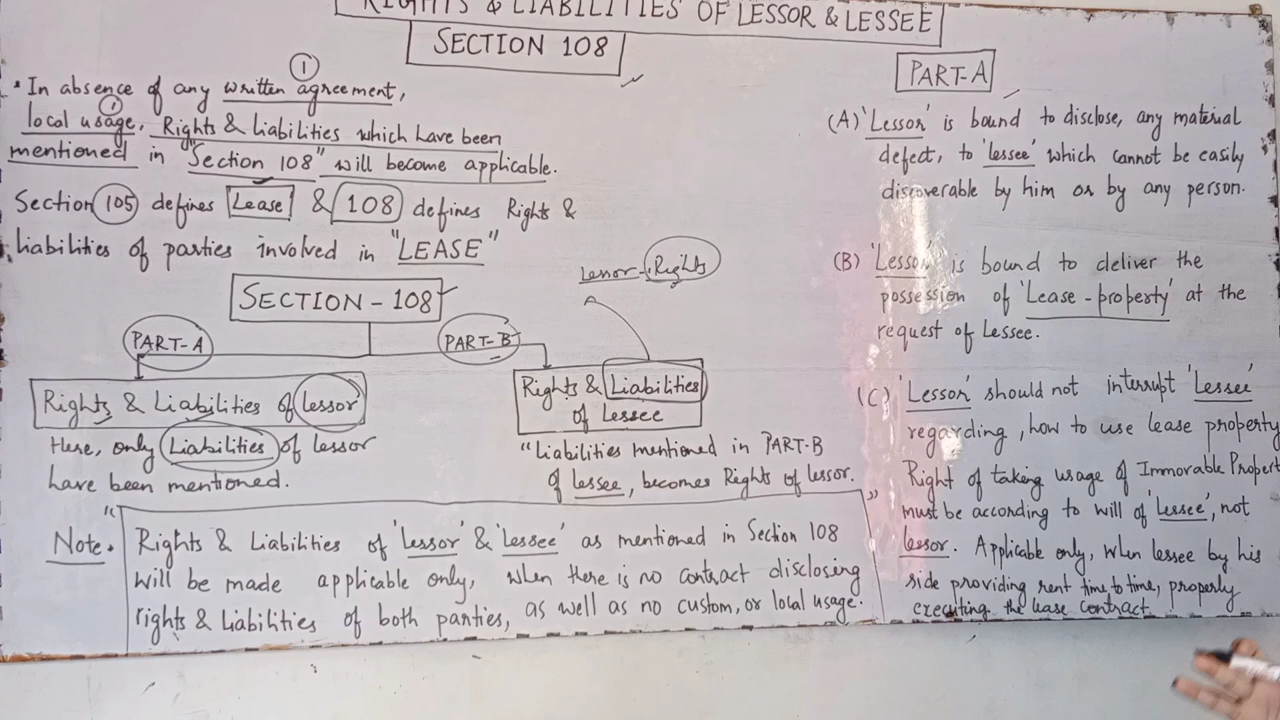 RIGHTS & LIABILITIES OF LESSOR & LESSEE
SECTION 108
①
• In absence of any written agreement,
①
local usage, Rights & Liabilities which have been
mentioned in "Section 108" will become applicable.
Section 105 defines Lease & 108 defines Rights &
liabilities of parties involved in "LEASE"
Lessor - Rights
SECTION - 108
PART-A
PART-B
Rights & Liabilities of lessor
Here, only Liabilities of lessor
have been mentioned.
Rights & Liabilities
of Lessee
"Liabilities mentioned in PART-B
of lessee, becomes Rights of lessor.
"
"
Note. Rights & Liabilities of 'lessor' & 'lessee' as mentioned in Section 108
will be made applicable only, when there is no contract disclosing
rights & Liabilities of both parties, as well as no custom, or local usage.
PART-A
(A) 'Lessor' is bound to disclose, any material
defect, to 'lessee' which cannot be easily
discoverable by him or by any person.
(B) 'Lessor' is bound to deliver the
possession of 'Lease - property' at the
request of Lessee.
(C) 'Lessor' should not interrupt 'Lessee'
regarding, how to use lease property
Right of taking usage of Immovable Propert
must be according to will of 'Lessee', not
lessor. Applicable only, when lessee by his
side providing rent time to time, properly
executing the lease contract.